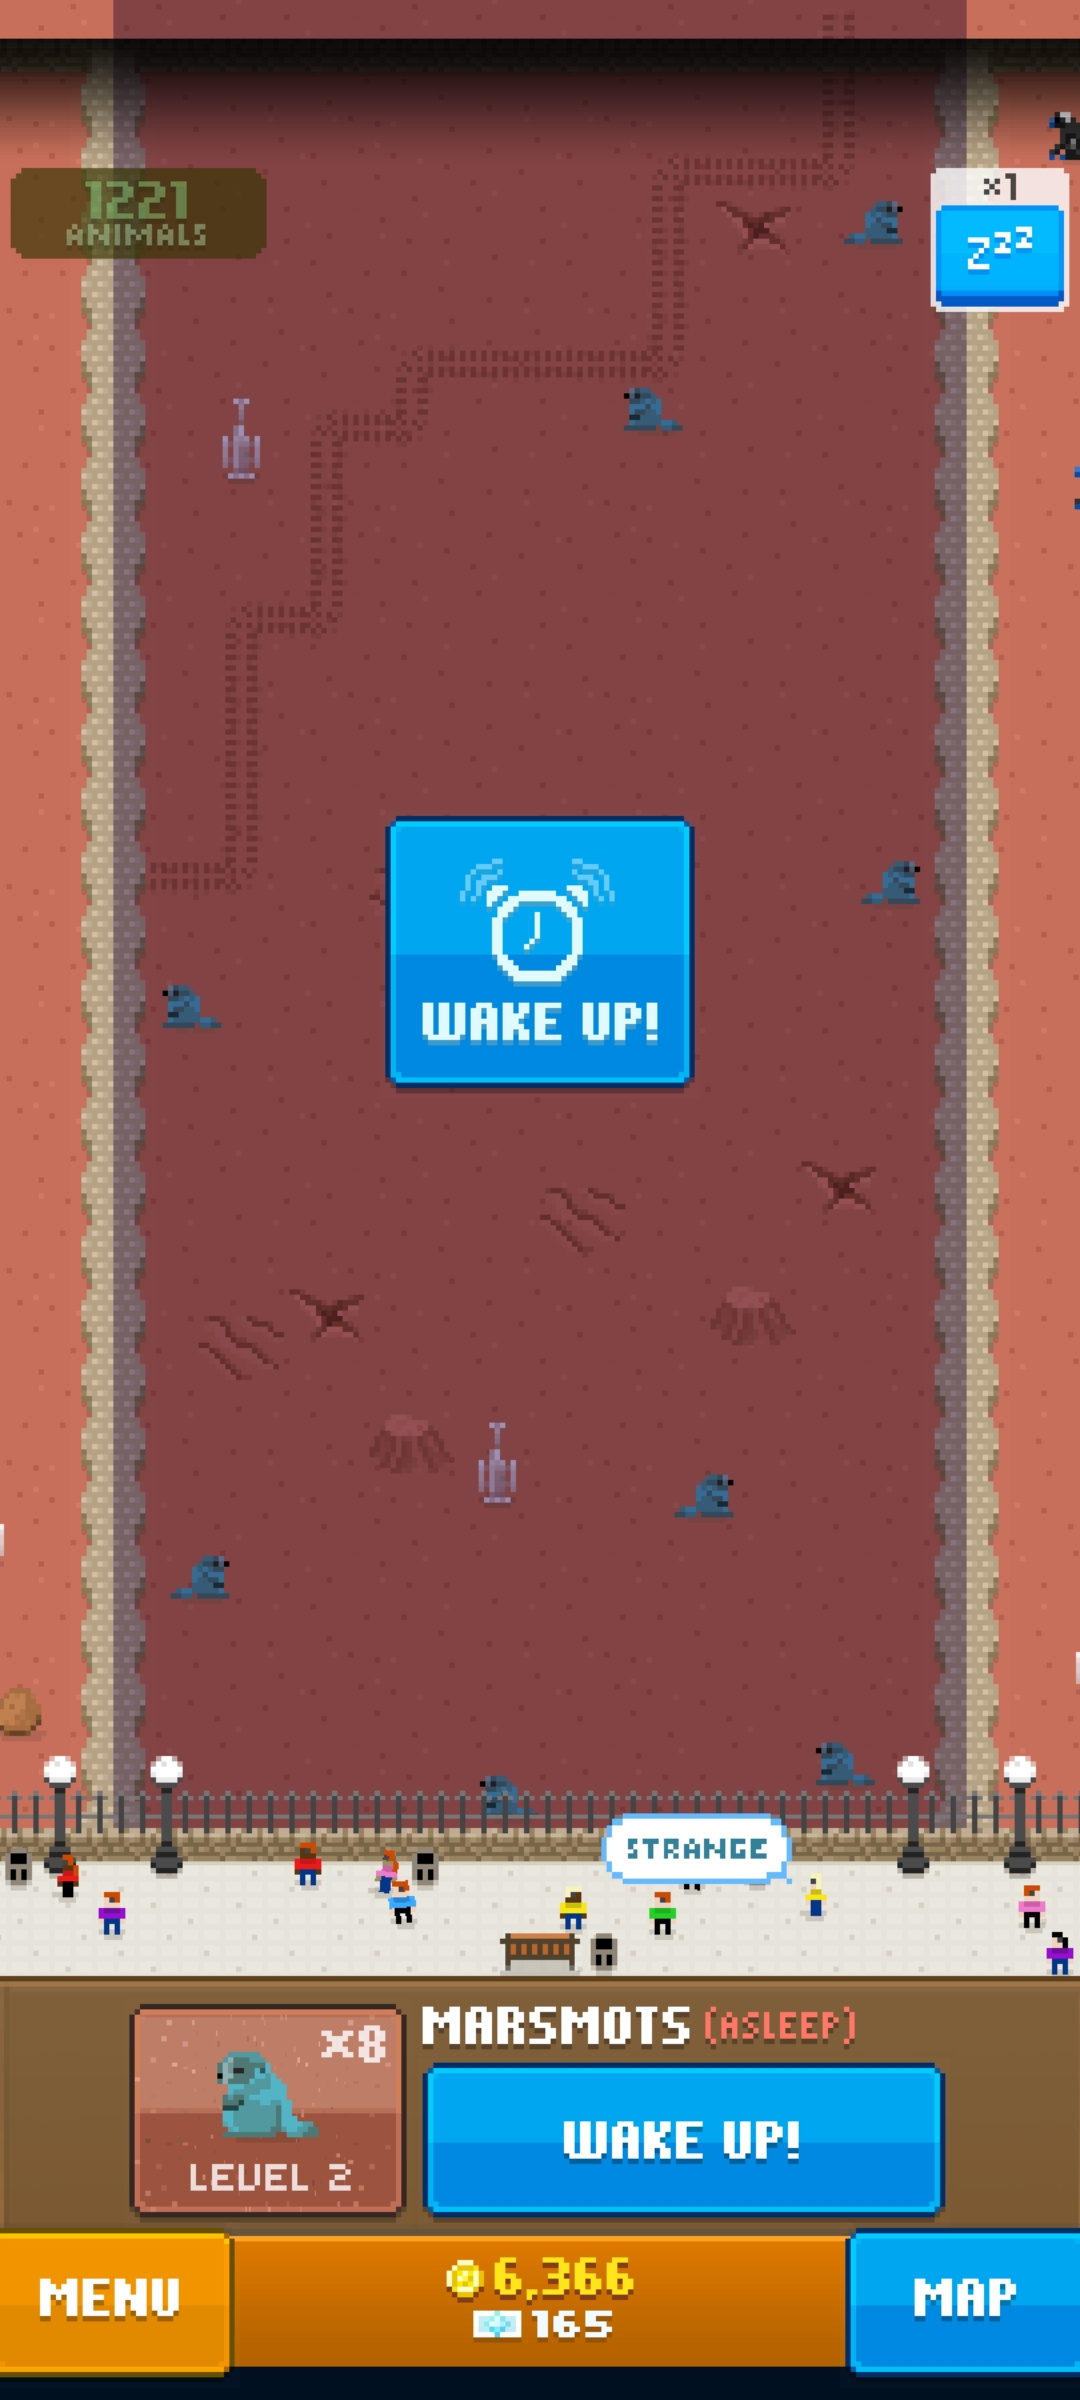 1221
ANIMALS
x1
zzz
WAKE UP!
STRANGE
x8
LEVEL 2
MARSMOTS (ASLEEP)
WAKE UP!
MENU
6,366
165
MAP